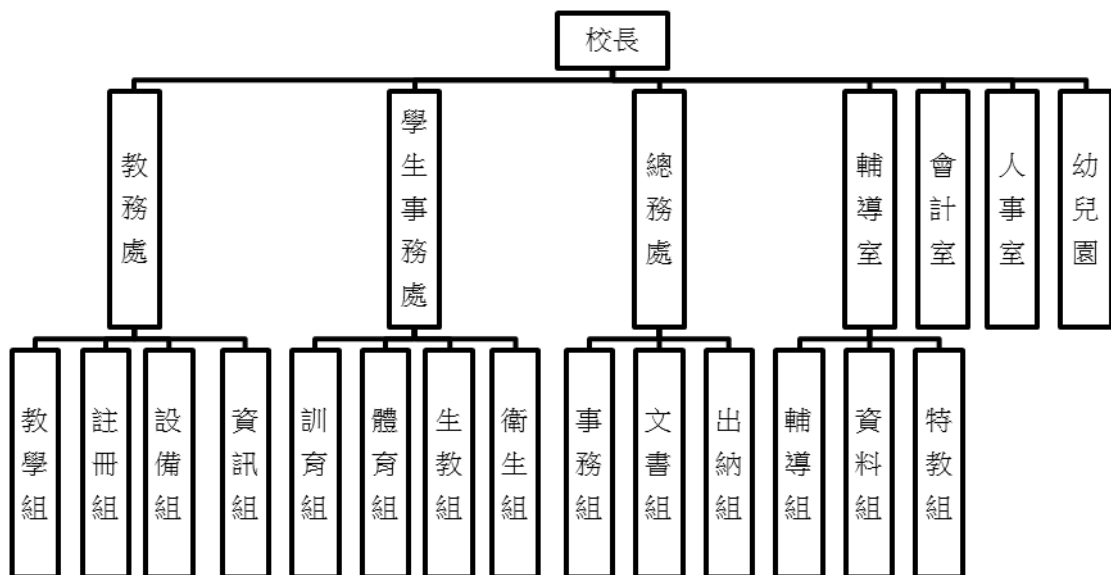 校長
教務處
學生事務處
總務處
輔導室
會計室
人事室
幼兒園
教學組
註冊組
設備組
資訊組
訓育組
體育組
生教組
衛生組
事務組
文書組
出納組
輔導組
資料組
特教組